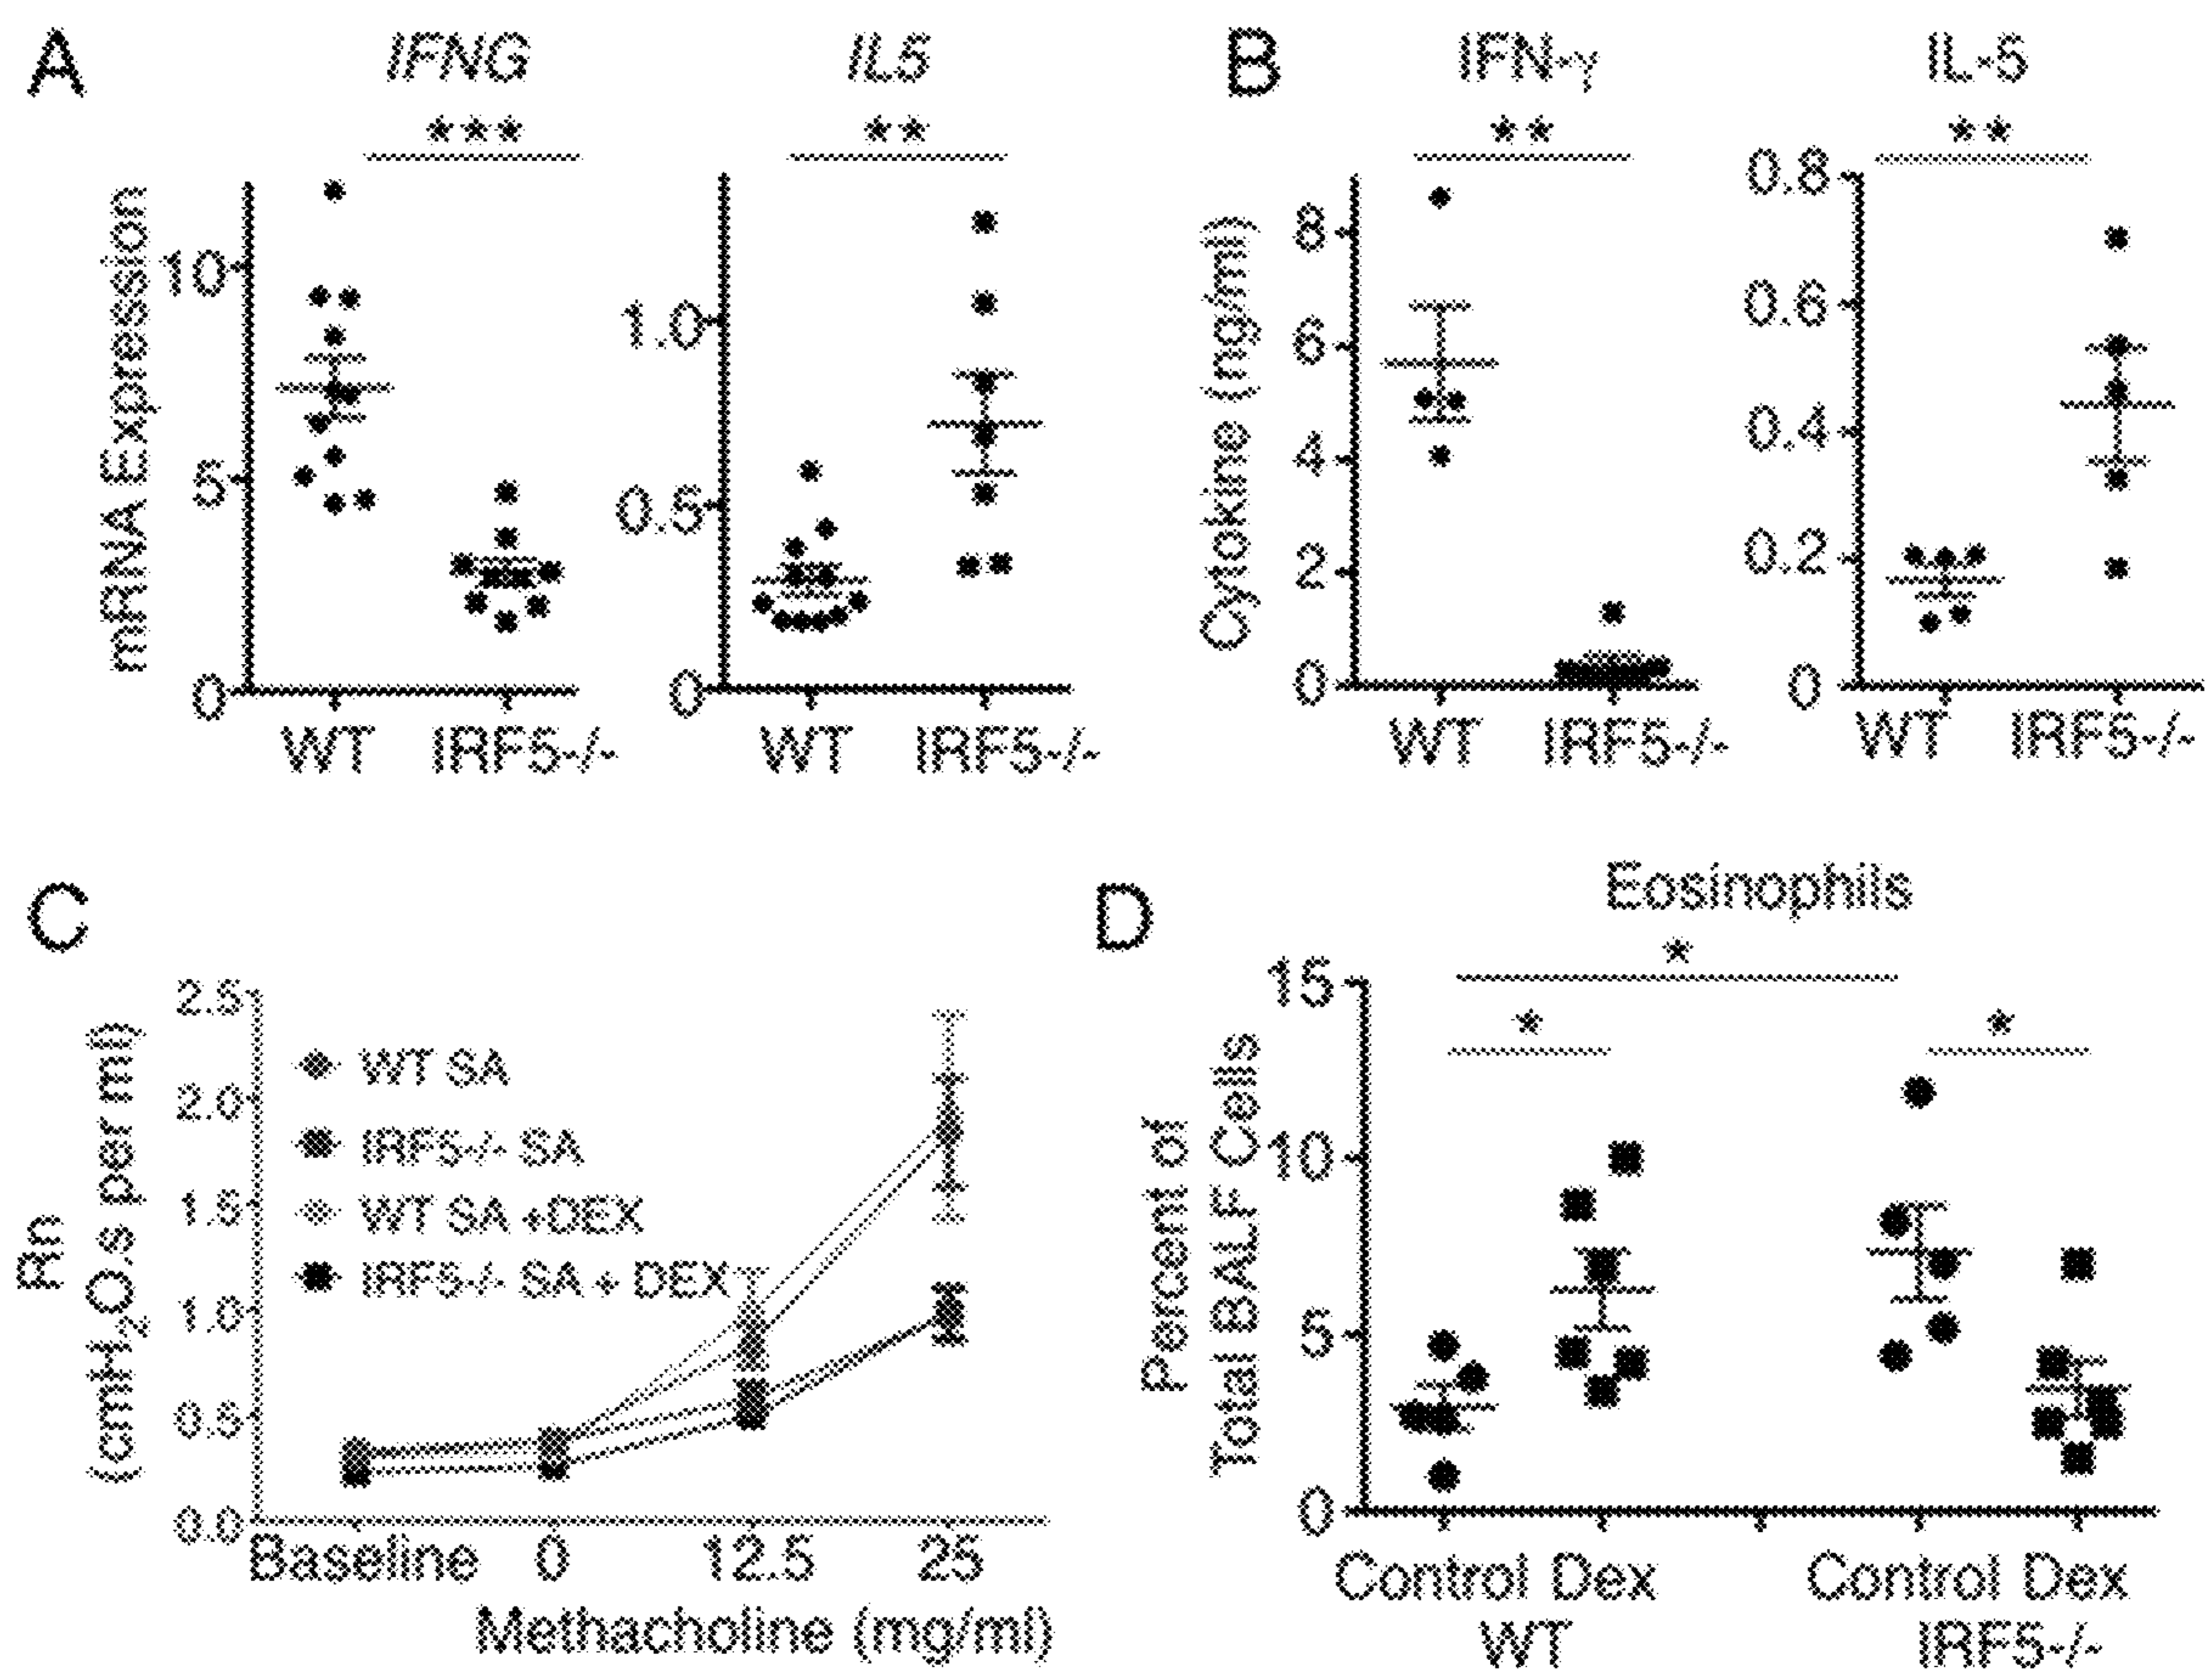 A
IFNG
***
IL5
**
mRNA Expression
10
5
0
WT IRF5-/-
1.0
0.5
0
WT IRF5-/-
B
IFN-γ
**
IL-5
**
Cytokine (ng/ml)
8
6
4
2
0
WT IRF5-/-
0.8
0.6
0.4
0.2
0
WT IRF5-/-
C
Rn
(cmH2O.s per ml)
2.5
2.0
1.5
1.0
0.5
0.0
WT SA
IRF5-/- SA
WT SA +DEX
IRF5-/- SA + DEX
Baseline 0 12.5 25
Methacholine (mg/ml)
D
Eosinophils
*
*
*
Percent of
Total BALF Cells
15
10
5
0
Control Dex Control Dex
WT IRF5-/-